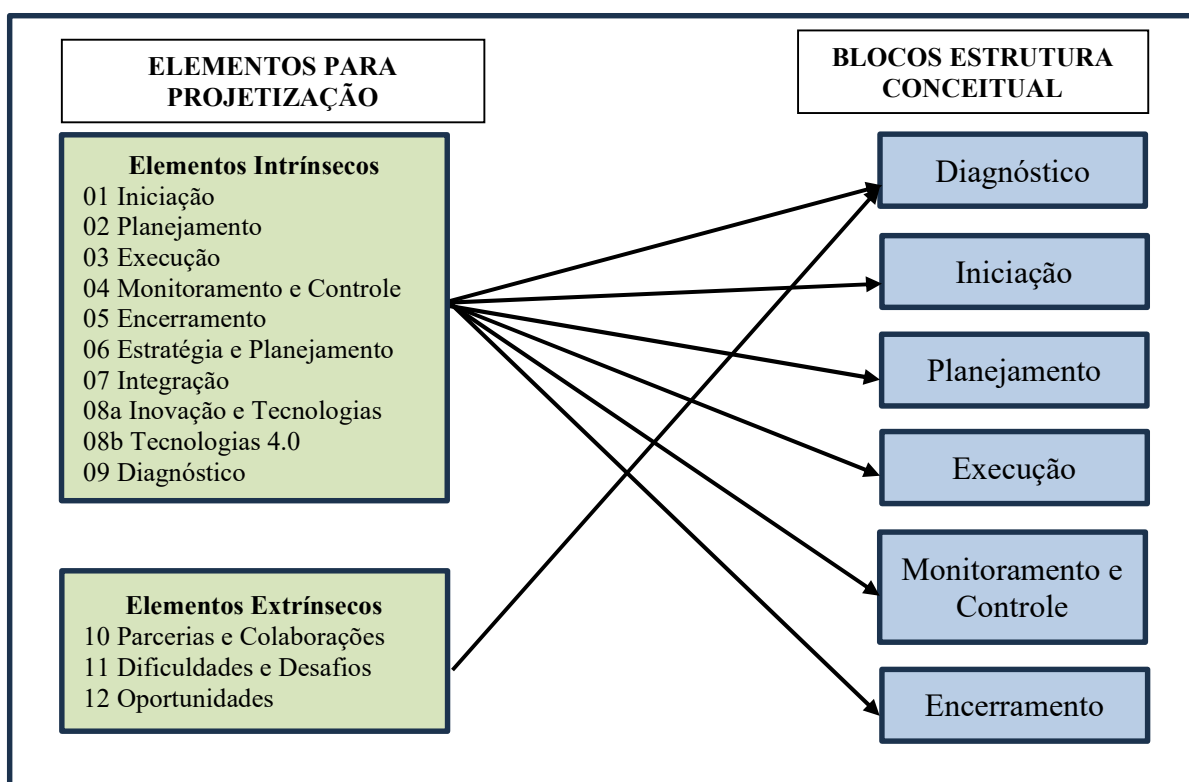 ELEMENTOS PARA
PROJETIZAÇÃO
Elementos Intrínsecos
01 Iniciação
02 Planejamento
03 Execução
04 Monitoramento e Controle
05 Encerramento
06 Estratégia e Planejamento
07 Integração
08a Inovação e Tecnologias
08b Tecnologias 4.0
09 Diagnóstico
Elementos Extrínsecos
10 Parcerias e Colaborações
11 Dificuldades e Desafios
12 Oportunidades
BLOCOS ESTRUTURA
CONCEITUAL
Diagnóstico
Iniciação
Planejamento
Execução
Monitoramento e
Controle
Encerramento